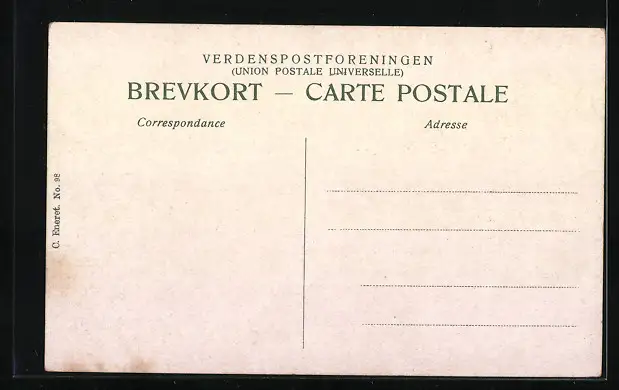 VERDENSPOSTFORENINGEN
(UNION POSTALE UNIVERSELLE)
BREVKORT — CARTE POSTALE
Correspondance
Adresse
C. Eneret. No. 98